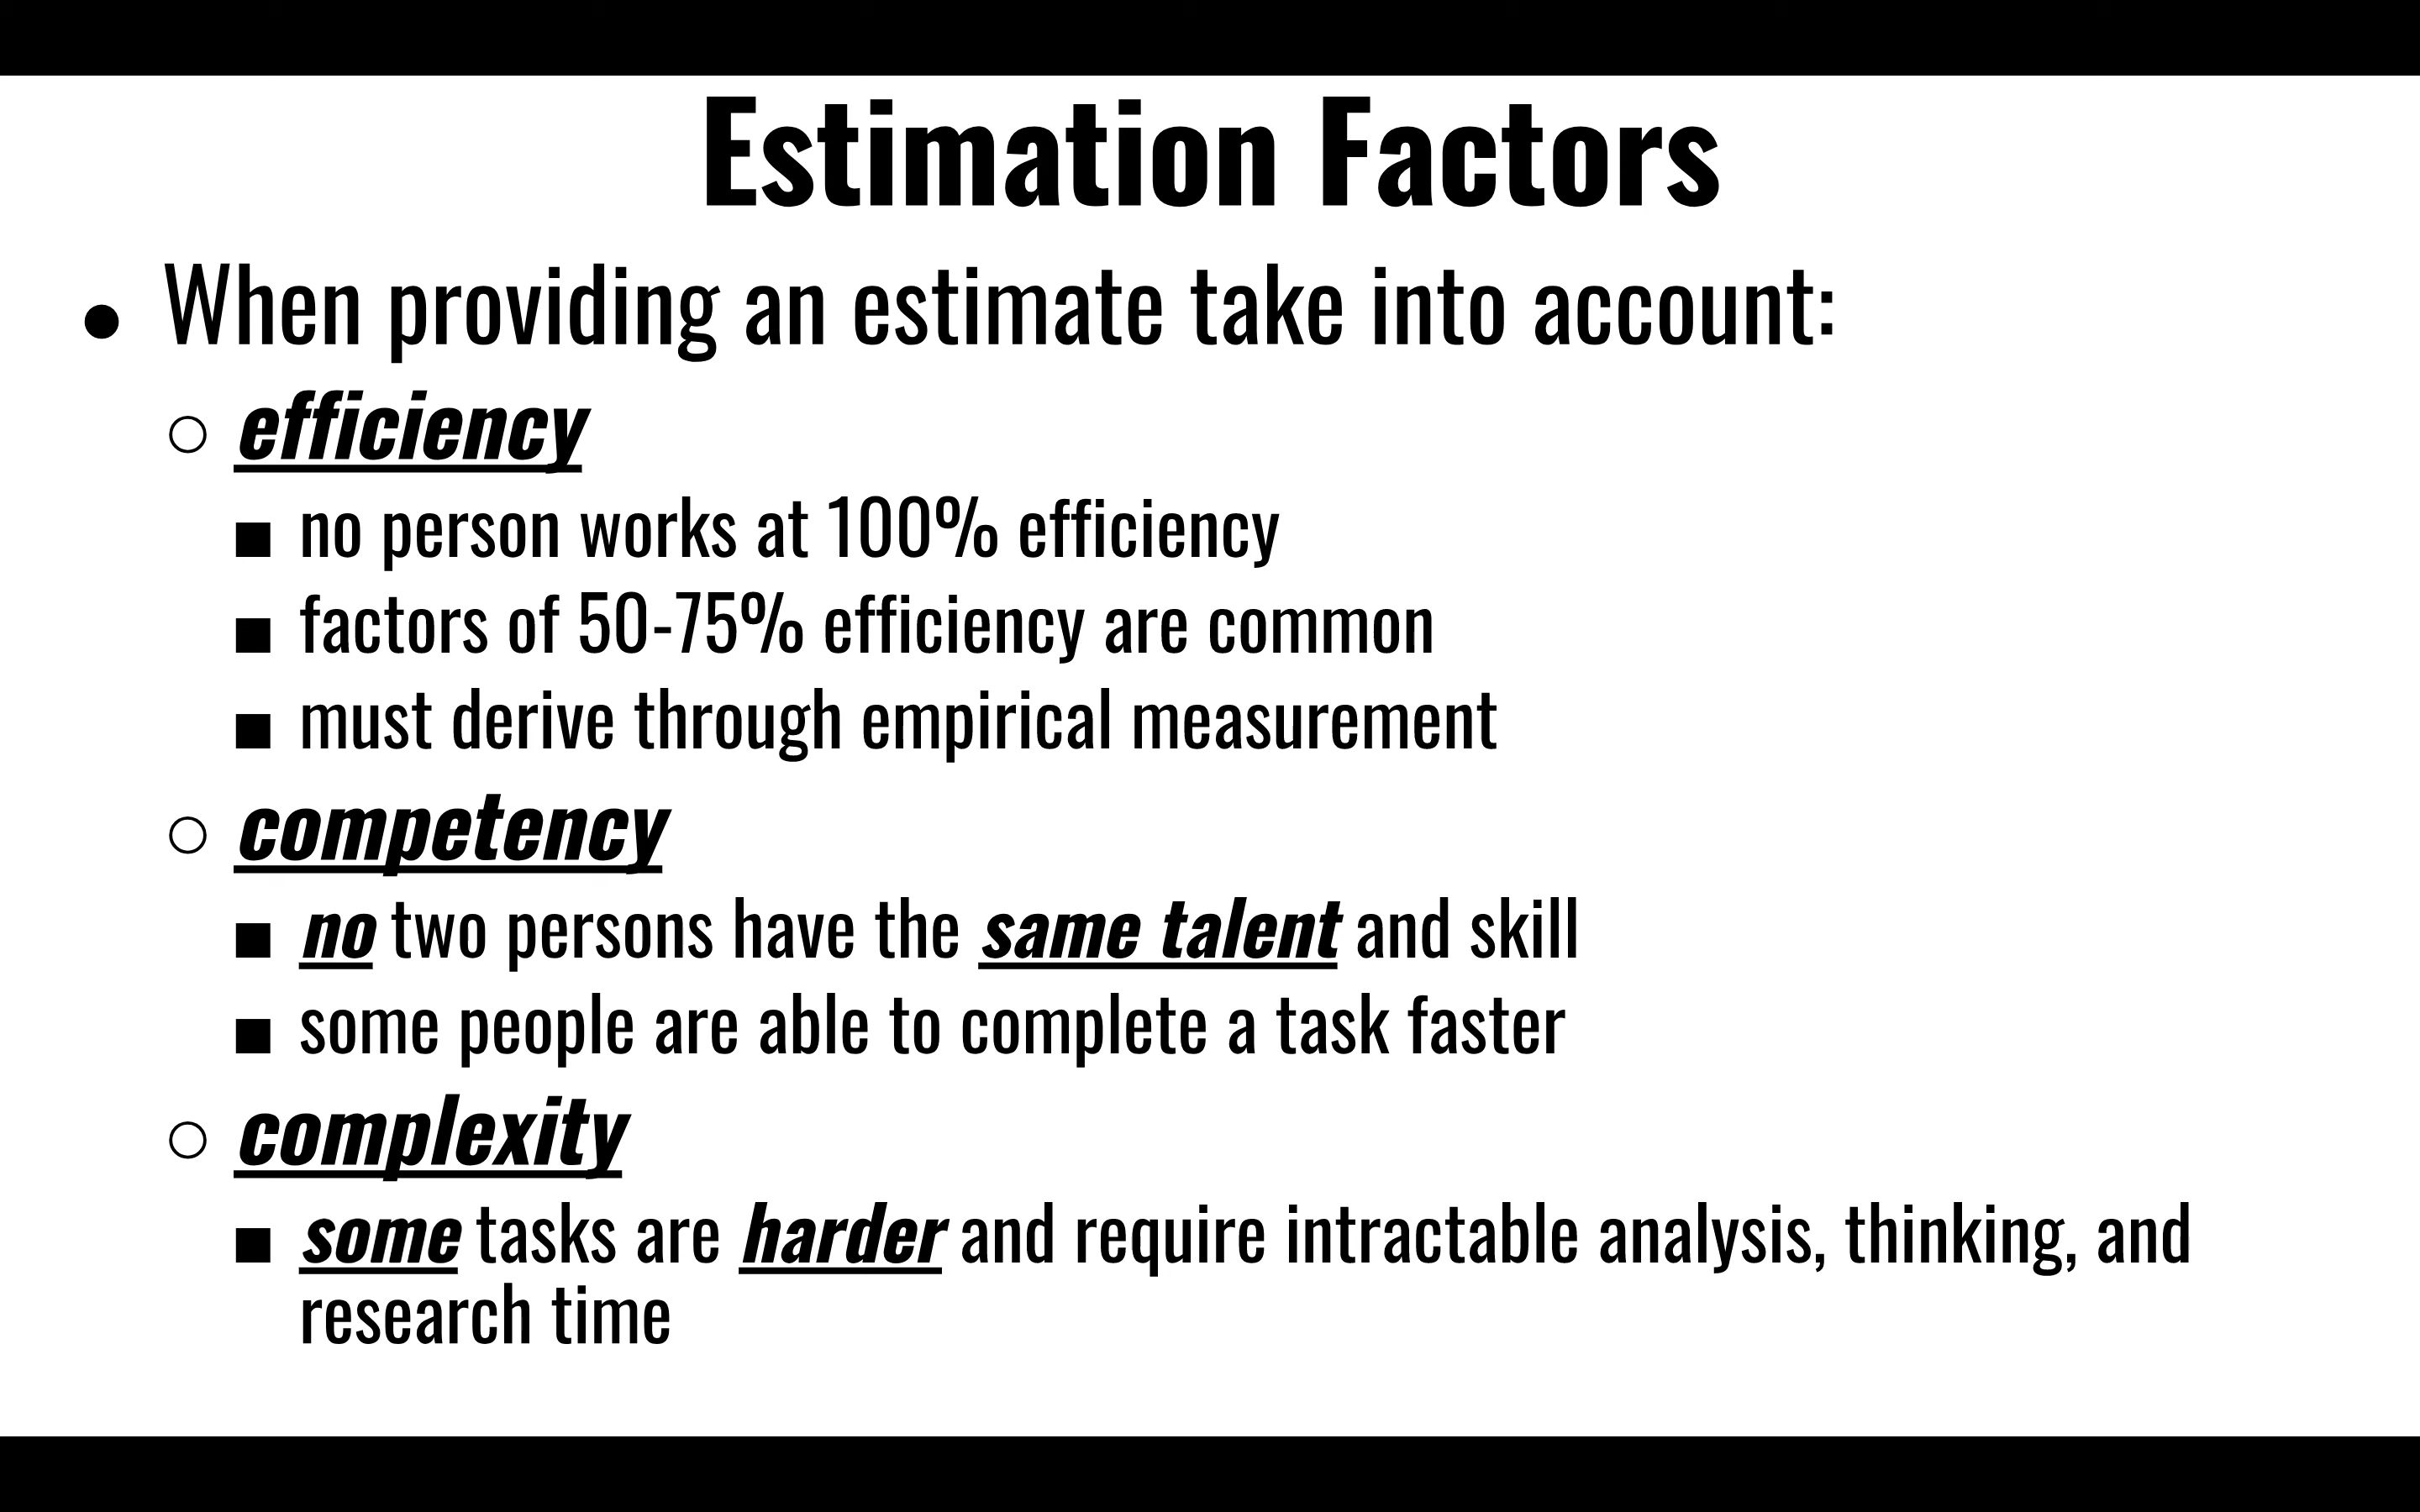 Estimation Factors
● When providing an estimate take into account:
○ efficiency
■ no person works at 100% efficiency
■ factors of 50-75% efficiency are common
■ must derive through empirical measurement
○ competency
■ no two persons have the same talent and skill
■ some people are able to complete a task faster
○ complexity
■ some tasks are harder and require intractable analysis, thinking, and
research time